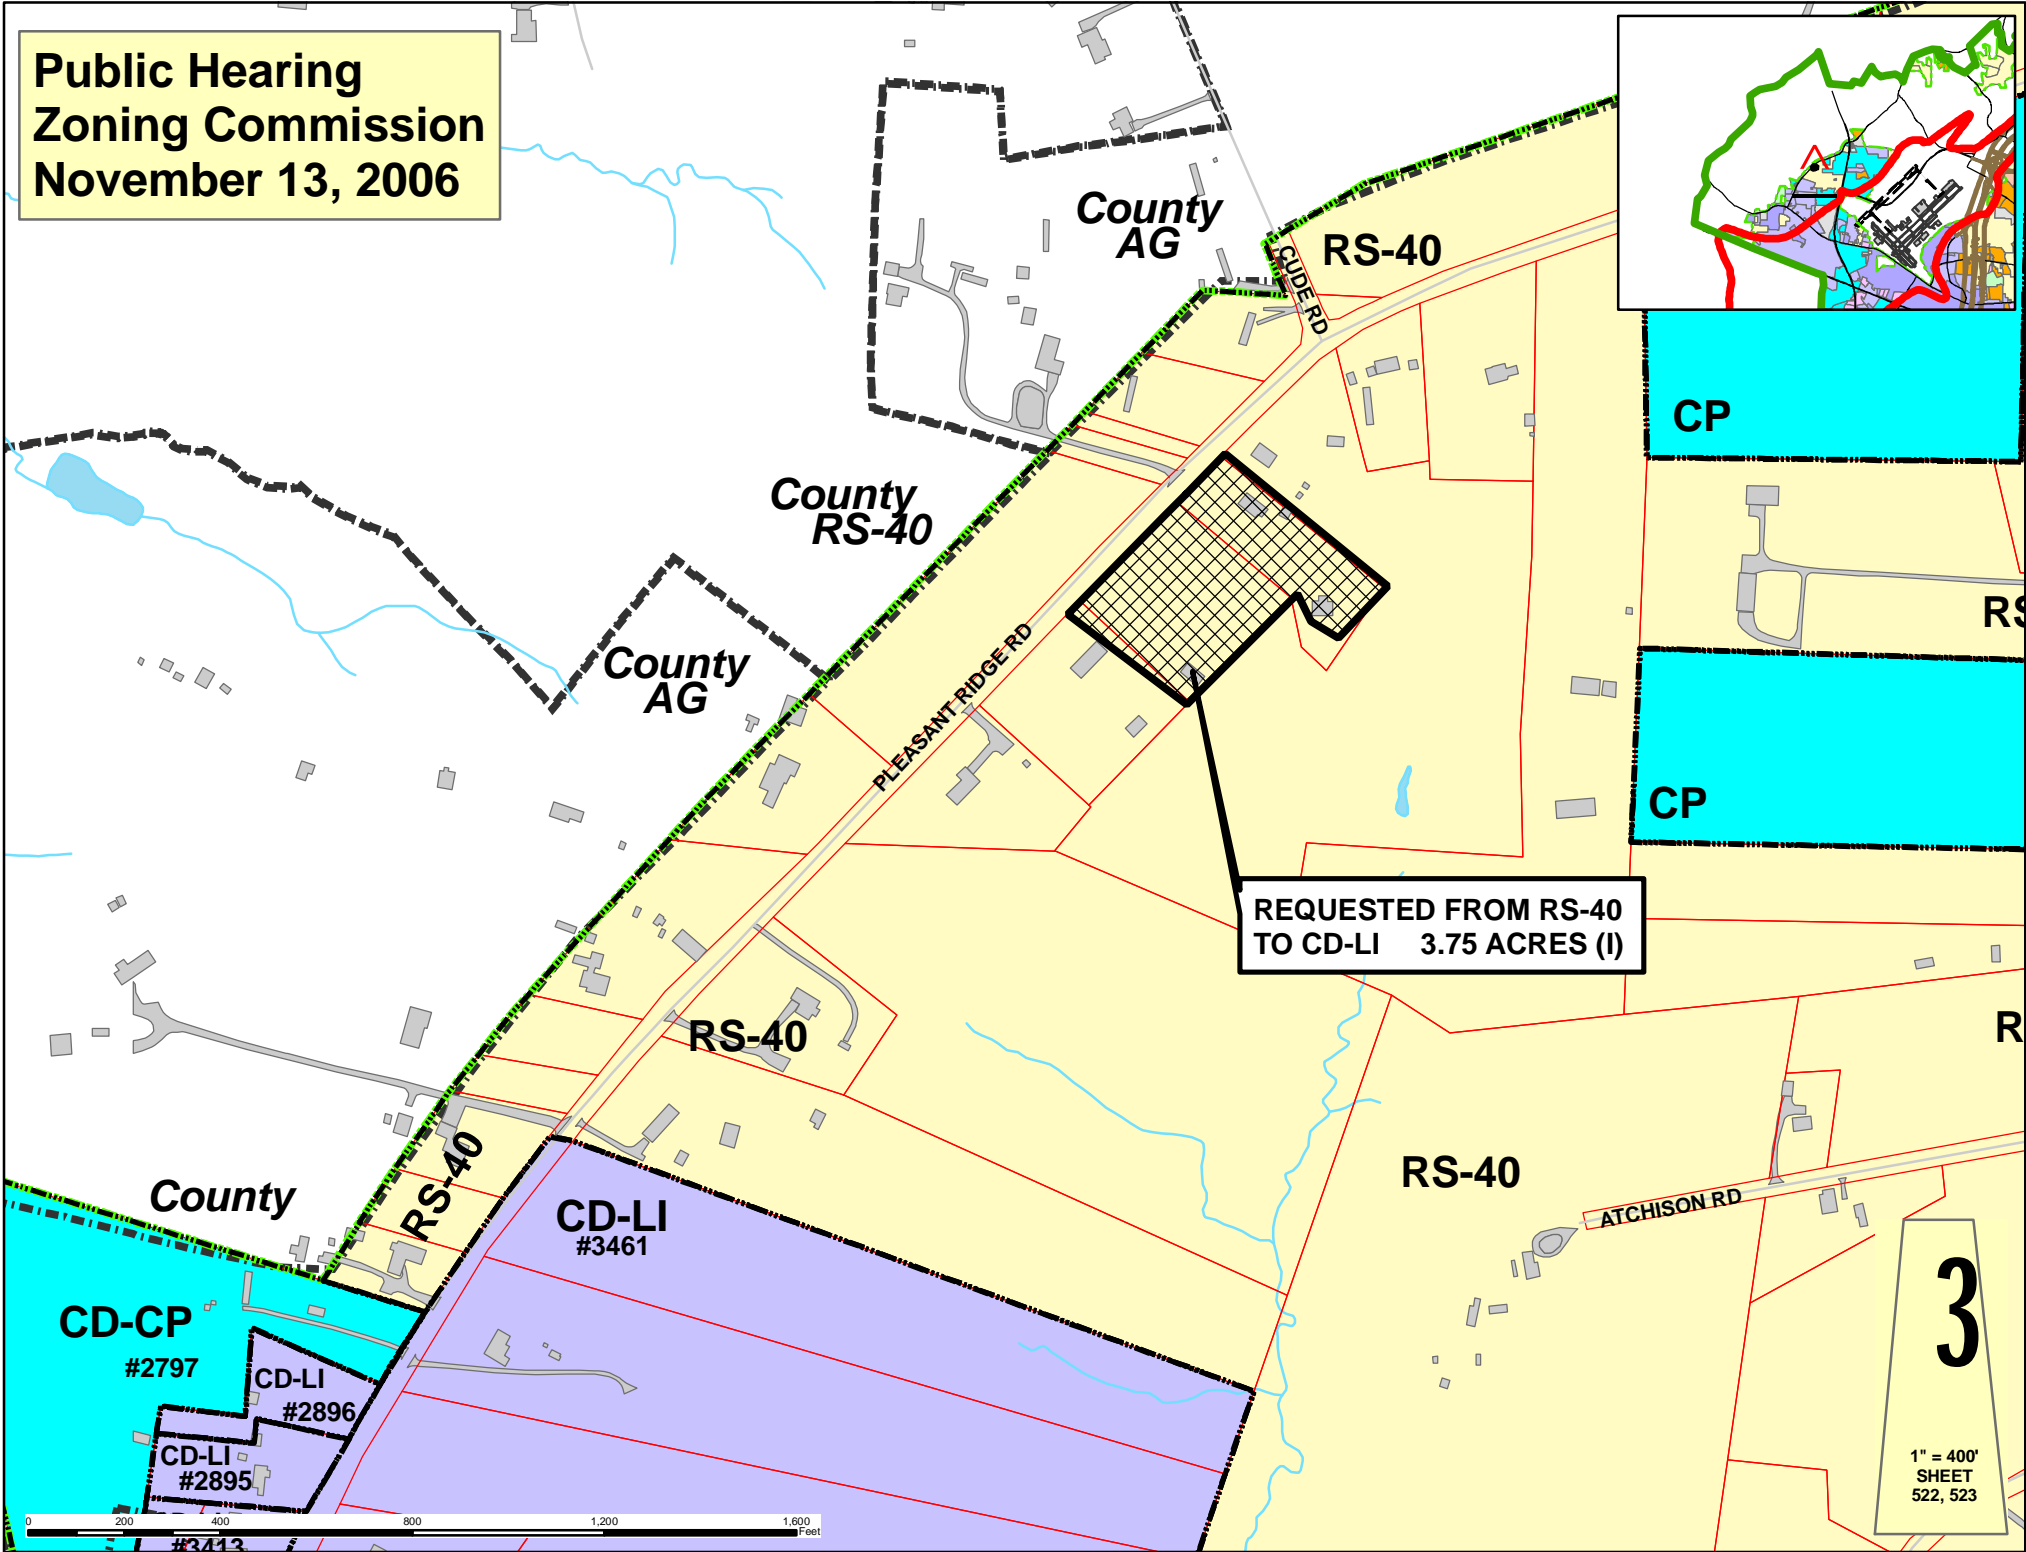 Public Hearing
Zoning Commission
November 13, 2006
County
AG
RS-40
CUDE RD
CP
County
RS-40
RS
County
AG
PLEASANT RIDGE RD
CP
REQUESTED FROM RS-40
TO CD-LI 3.75 ACRES (I)
RS-40
R
County
RS-40
CD-LI
#3461
RS-40
ATCHISON RD
CD-CP
#2797
CD-LI
#2896
CD-LI
#2895
#3413
3
1" = 400'
SHEET
522, 523
0 200 400 800 1,200 1,600
Feet